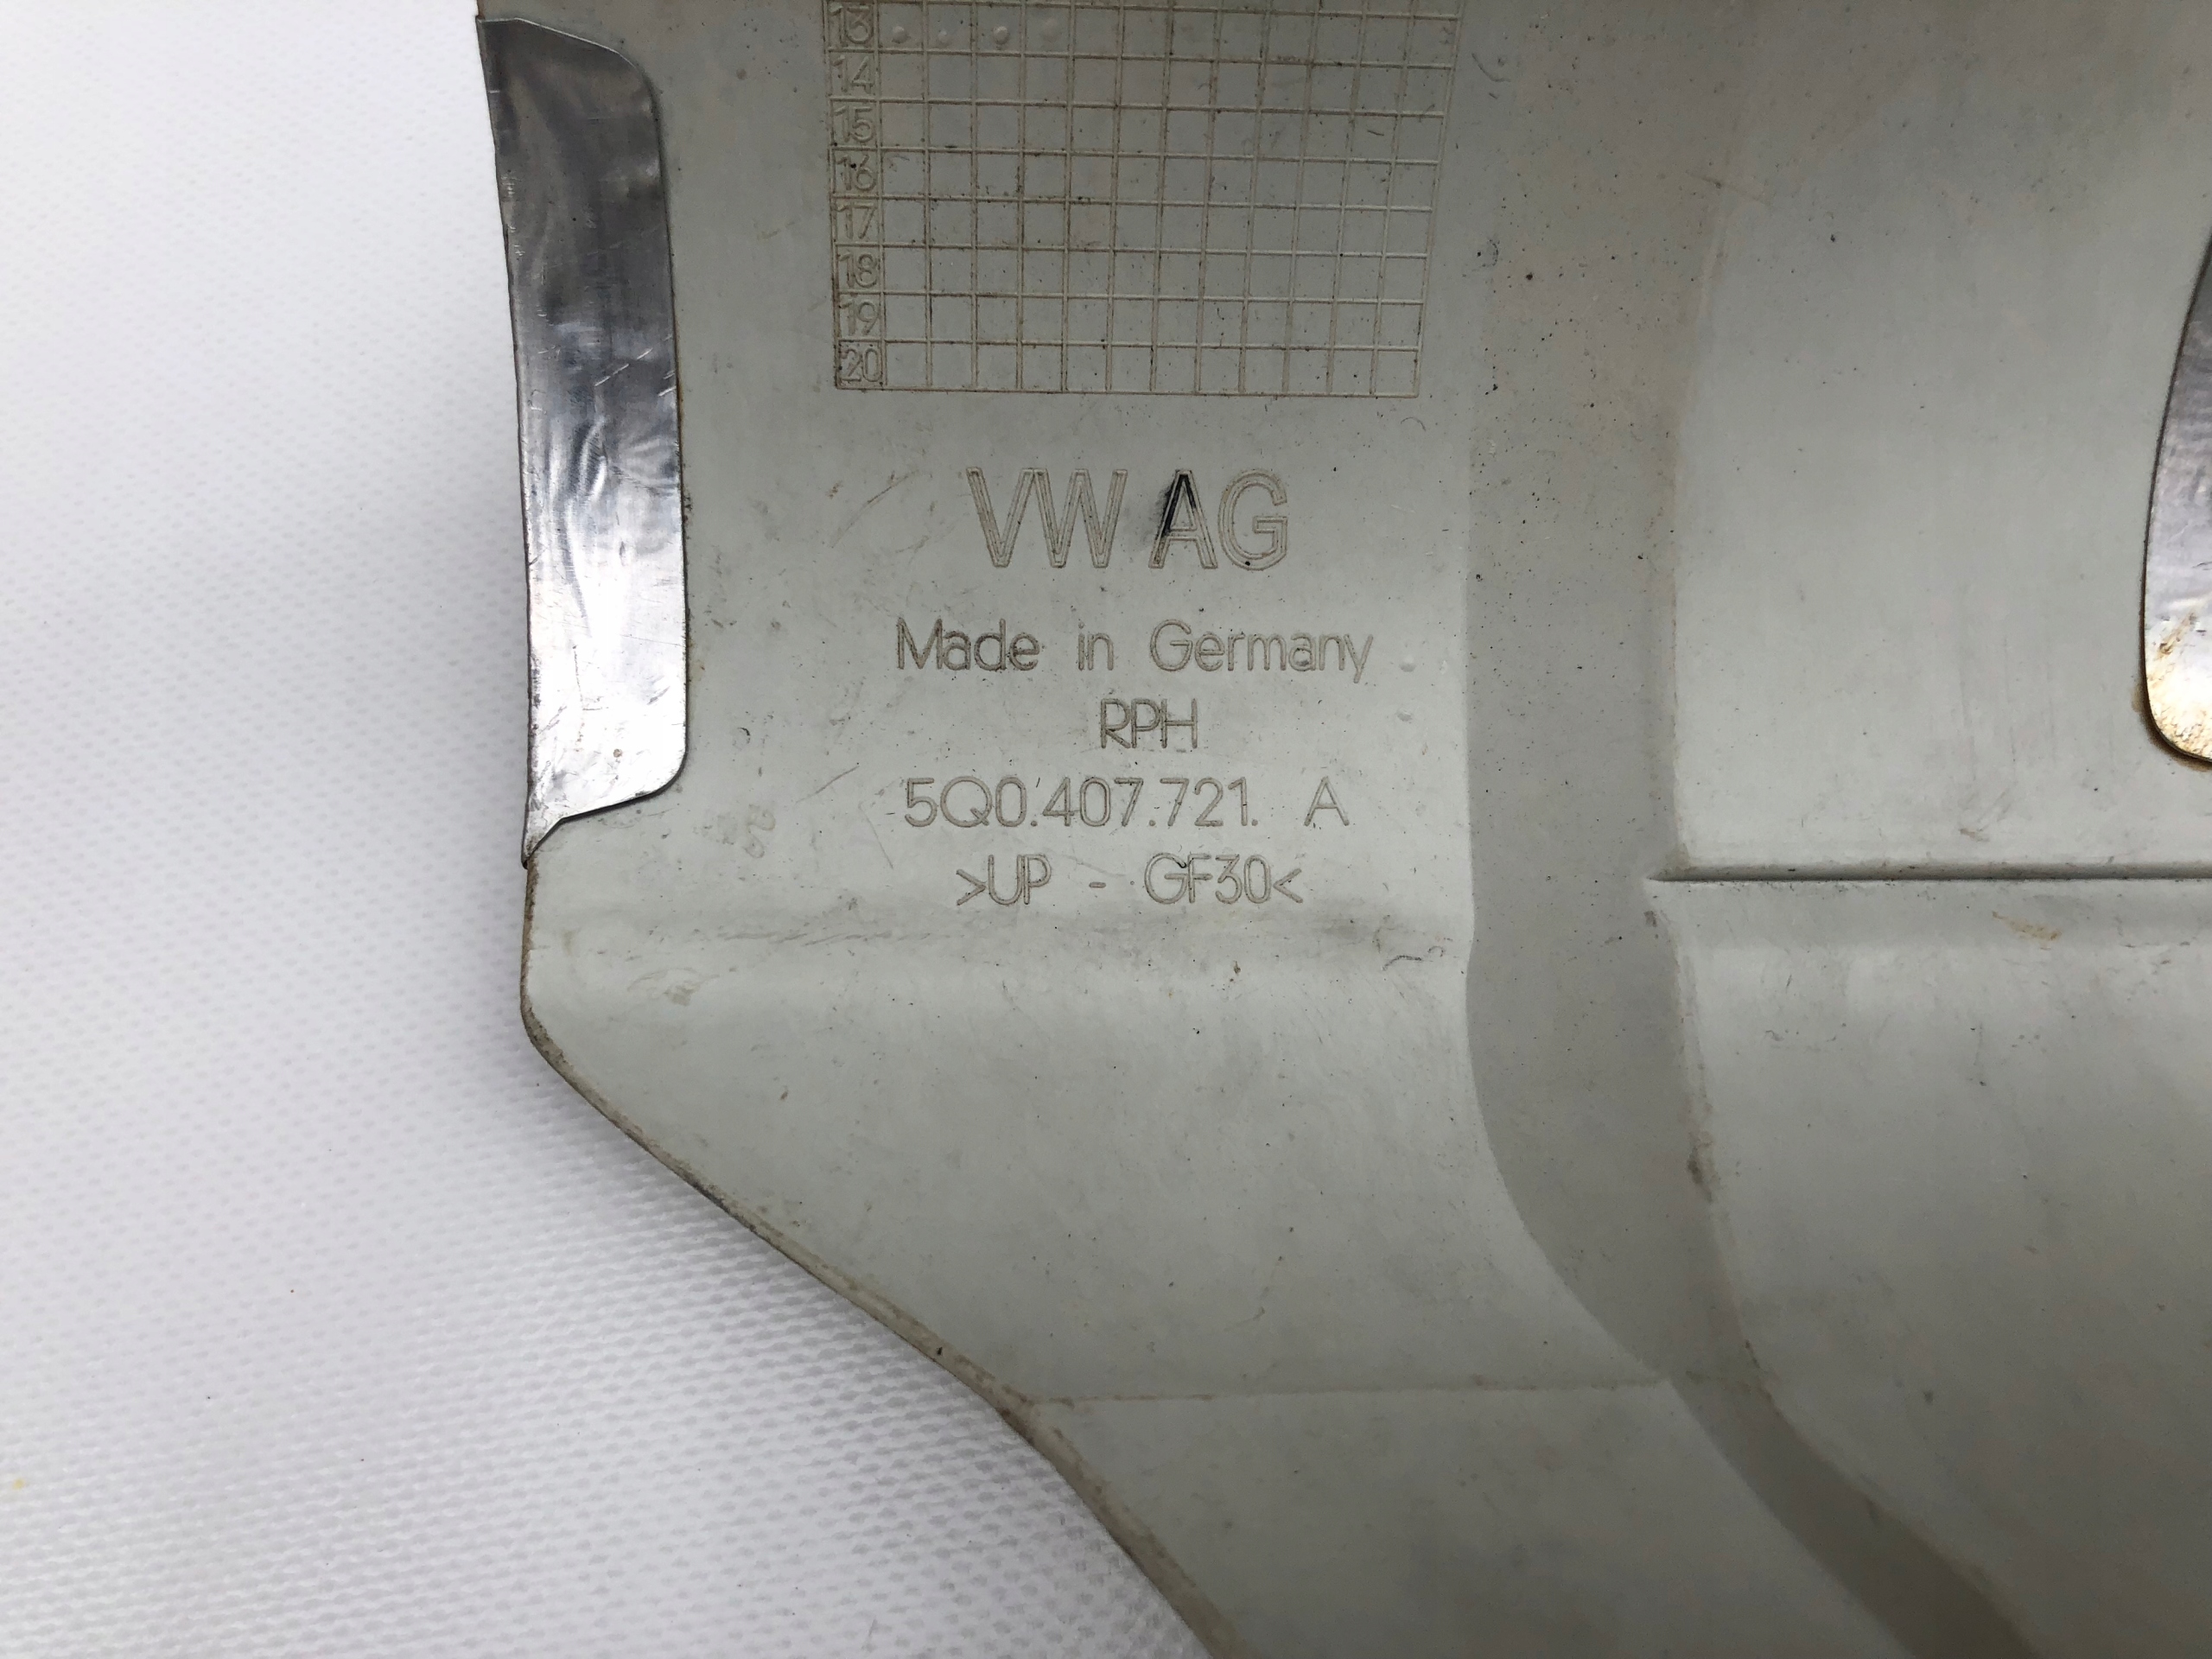 13
14
15
16
17
18
19
20
VW AG
Made in Germany
RPH
5Q0.407.721. A
>UP - GF30<